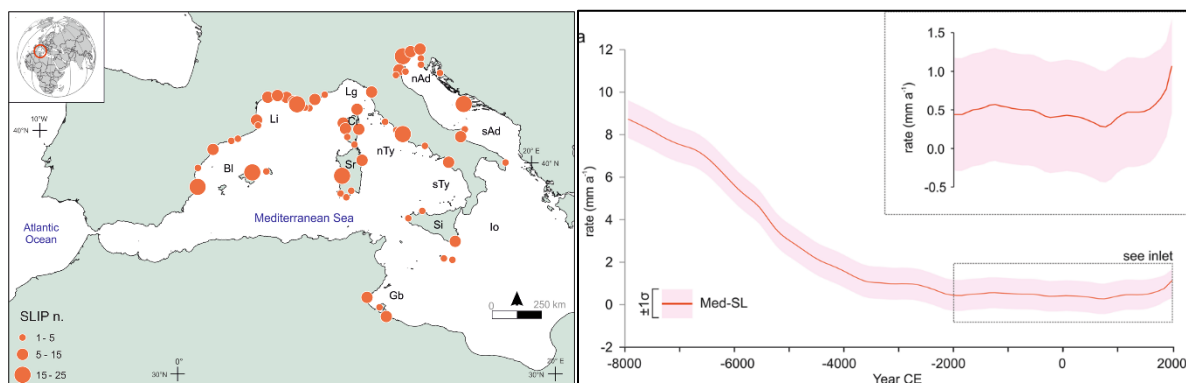 nAd
Lg
10°W
40°N
Li
C
sAd
nTy
20° E
40° N
Sr
Bl
sTy
Mediterranean Sea
Io
Atlantic
Ocean
Si
Gb
0
250 km
SLIP n.
1 - 5
5 - 15
15 - 25
0°
30°N
20° E
30° N
a
12
10
8
6
4
2
0
-2
rate (mm a⁻¹)
1.5
1.0
0.5
0.0
-0.5
rate (mm a⁻¹)
see inlet
±1σ
Med-SL
-8000
-6000
-4000
-2000
0
2000
Year CE